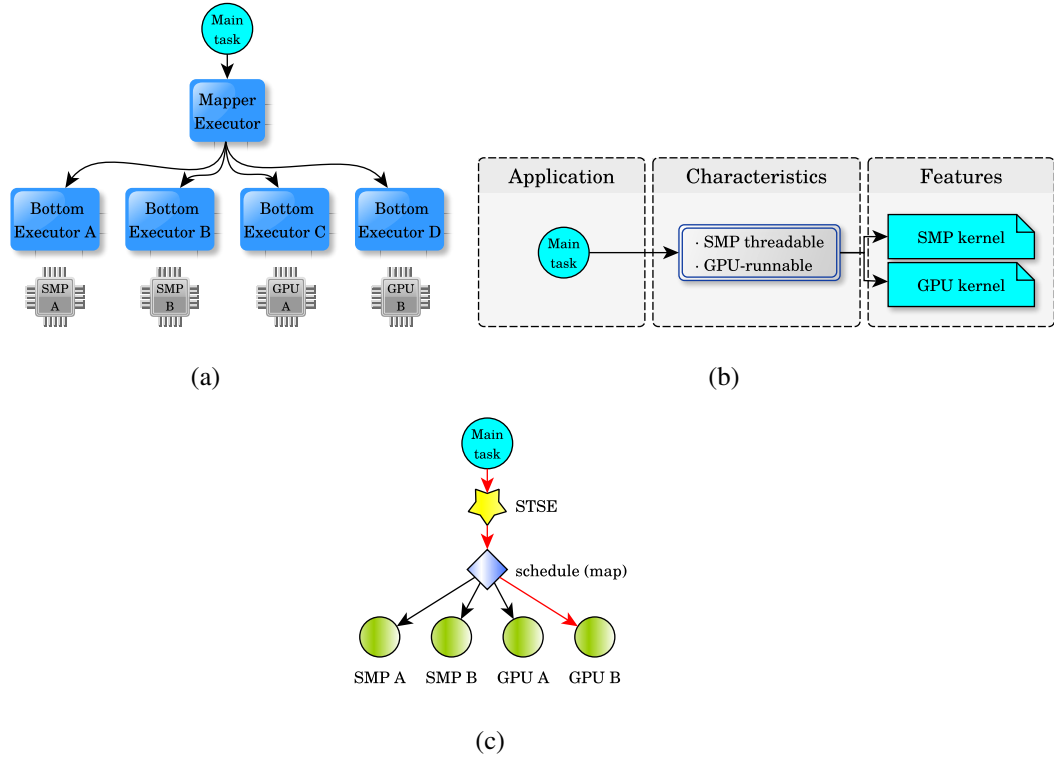 Main
task
Mapper
Executor
Bottom
Executor A
Bottom
Executor B
Bottom
Executor C
Bottom
Executor D
SMP
A
SMP
B
GPU
A
GPU
B
(a)
Application
Characteristics
Features
Main
task
· SMP threadable
· GPU-runnable
SMP kernel
GPU kernel
(b)
Main
task
STSE
schedule (map)
SMP A
SMP B
GPU A
GPU B
(c)